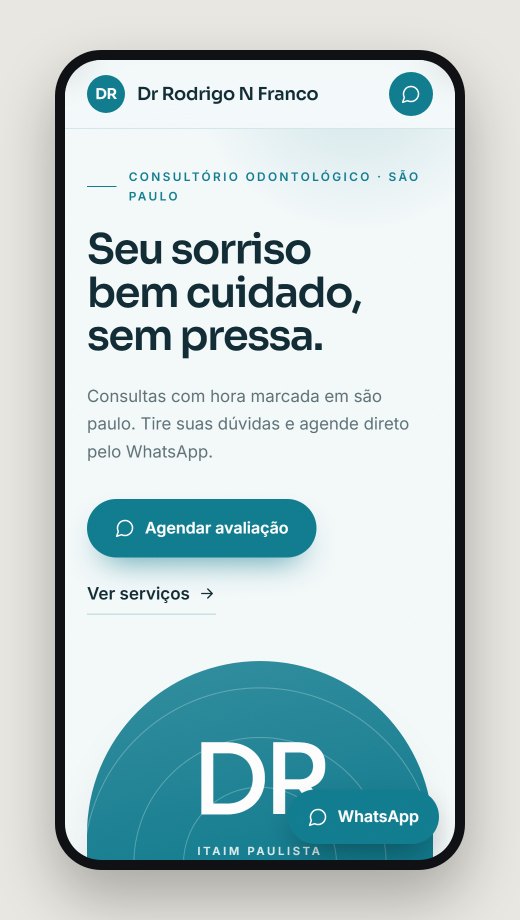 DR Dr Rodrigo N Franco
CONSULTÓRIO ODONTOLÓGICO · SÃO
PAULO
Seu sorriso
bem cuidado,
sem pressa.
Consultas com hora marcada em são
paulo. Tire suas dúvidas e agende direto
pelo WhatsApp.
Agendar avaliação
Ver serviços →
DR
WhatsApp
ITAIM PAULISTA